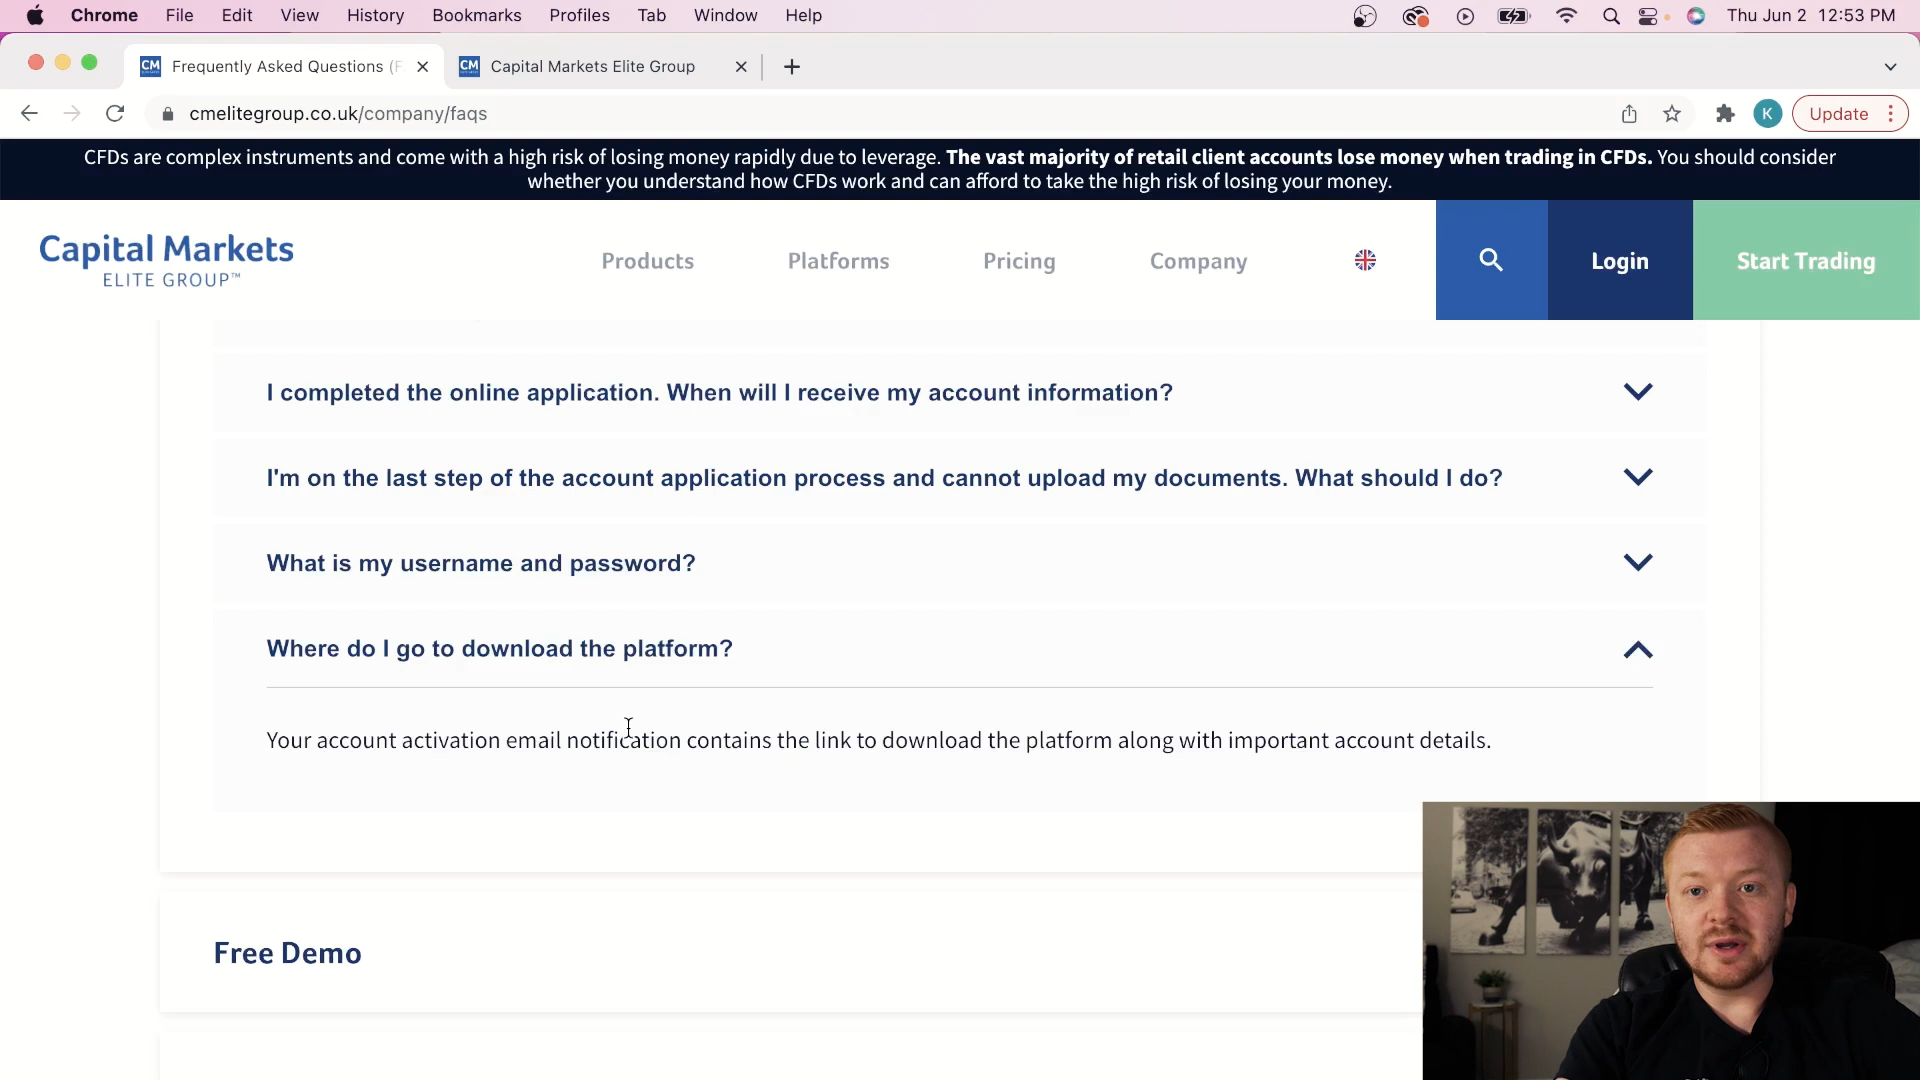 Chrome File Edit View History Bookmarks Profiles Tab Window Help Thu Jun 2 12:53 PM
CM Frequently Asked Questions (F CM Capital Markets Elite Group
cmelitegroup.co.uk/company/faqs K Update
CFDs are complex instruments and come with a high risk of losing money rapidly due to leverage. The vast majority of retail client accounts lose money when trading in CFDs. You should consider
whether you understand how CFDs work and can afford to take the high risk of losing your money.
Capital Markets
ELITE GROUP™
Products Platforms Pricing Company Login Start Trading
I completed the online application. When will I receive my account information?
I'm on the last step of the account application process and cannot upload my documents. What should I do?
What is my username and password?
Where do I go to download the platform?
Your account activation email notification contains the link to download the platform along with important account details.
Free Demo